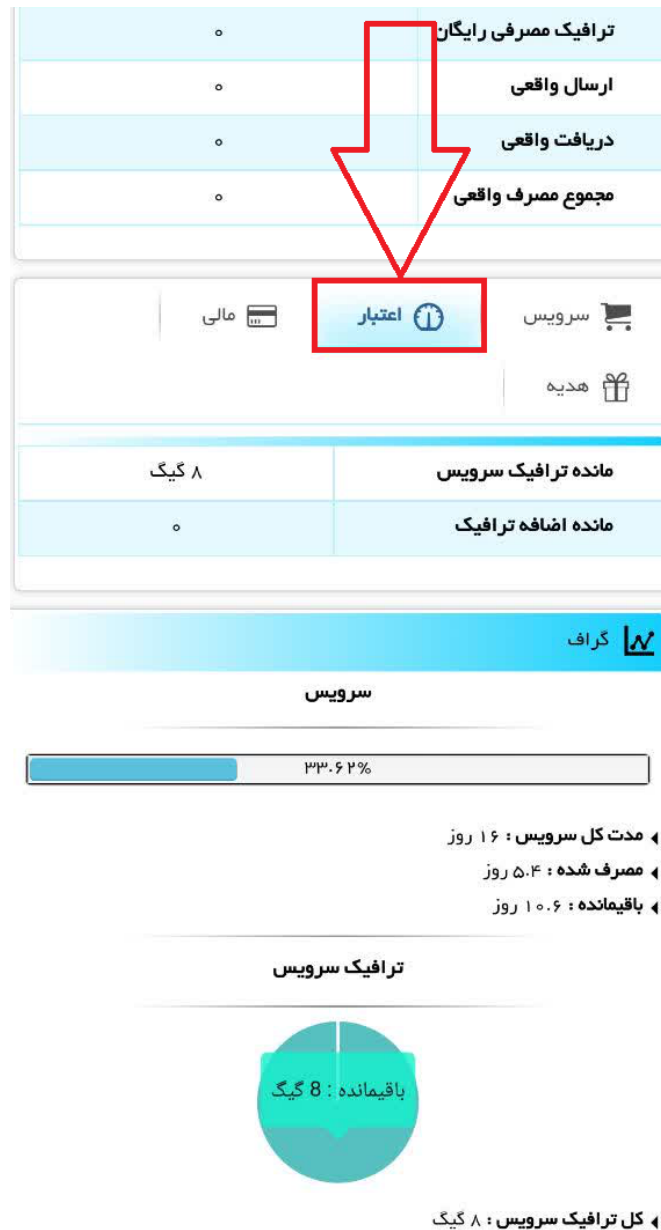 ترافیک مصرفی رایگان ۰
ارسال واقعی ۰
دریافت واقعی ۰
مجموع مصرف واقعی ۰
سرویس اعتبار مالی
هدیه
مانده ترافیک سرویس ۸ گیگ
مانده اضافه ترافیک ۰
گراف
سرویس
۳۳.۶۲%
مدت کل سرویس : ۱۶ روز
مصرف شده : ۵.۴ روز
باقیمانده : ۱۰.۶ روز
ترافیک سرویس
باقیمانده : 8 گیگ
کل ترافیک سرویس : ۸ گیگ